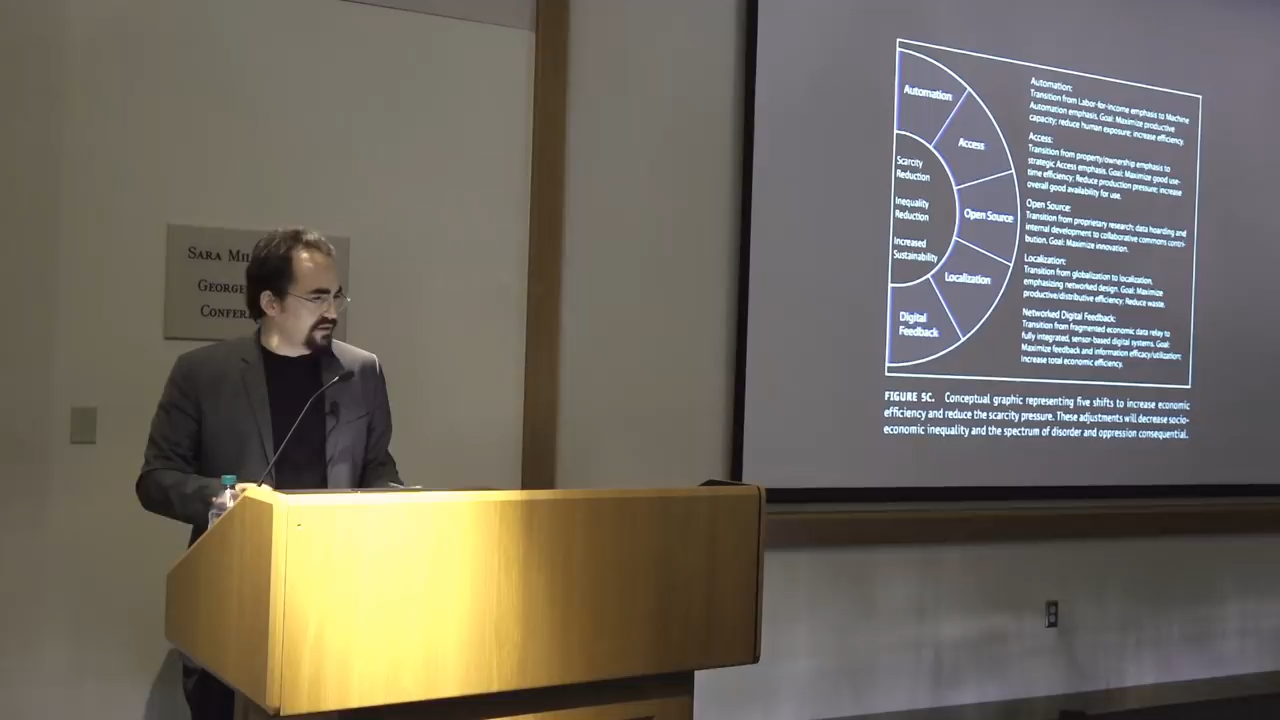 SARA MIL
GEORGE
CONFER
Automation
Access
Open Source
Localization
Digital
Feedback
Scarcity
Reduction
Inequality
Reduction
Increased
Sustainability
Automation:
Transition from Labor-for-income emphasis to Machine
Automation emphasis. Goal: Maximize productive
capacity; reduce human exposure; increase efficiency.
Access:
Transition from property/ownership emphasis to
strategic Access emphasis. Goal: Maximize good use-
time efficiency; Reduce production pressure; increase
overall good availability for use.
Open Source:
Transition from proprietary research; data hoarding and
internal development to collaborative commons contri-
bution. Goal: Maximize innovation.
Localization:
Transition from globalization to localization,
emphasizing networked design. Goal: Maximize
productive/distributive efficiency; Reduce waste.
Networked Digital Feedback:
Transition from fragmented economic data relay to
fully integrated, sensor-based digital systems. Goal:
Maximize feedback and information efficacy/utilization;
Increase total economic efficiency.
FIGURE 5C. Conceptual graphic representing five shifts to increase economic
efficiency and reduce the scarcity pressure. These adjustments will decrease socio-
economic inequality and the spectrum of disorder and oppression consequential.